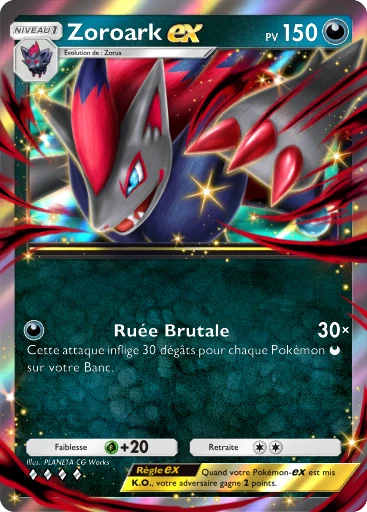 NIVEAU 1
Zoroark ex
PV 150
Évolution de : Zorua
Ruée Brutale 30×
Cette attaque inflige 30 dégâts pour chaque Pokémon
sur votre Banc.
Faiblesse +20 Retraite
Illus. PLANETA CG Works
Règle ex Quand votre Pokémon-ex est mis
K.O., votre adversaire gagne 2 points.